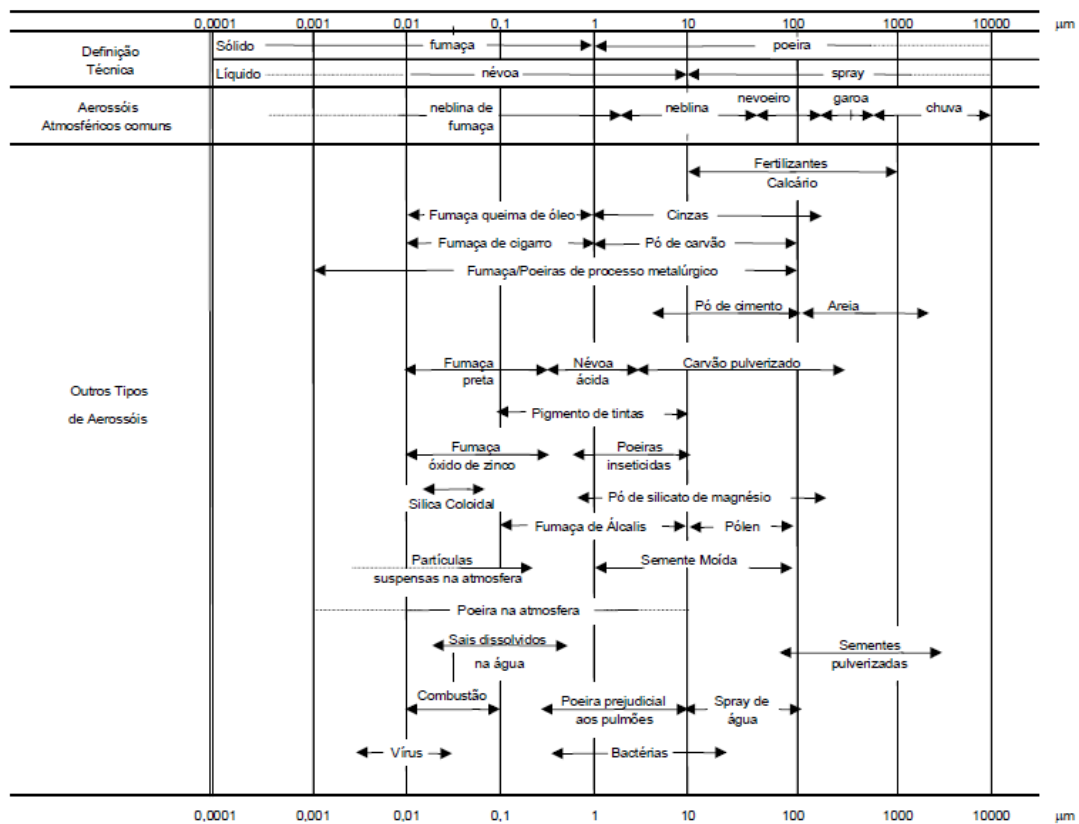 0,0001 0,001 0,01 0,1 1 10 100 1000 10000 µm
Definição
Técnica
Sólido fumaça poeira
Líquido névoa spray
Aerossóis
Atmosféricos comuns
neblina de
fumaça
neblina
nevoeiro
garoa
chuva
Fertilizantes
Calcário
Fumaça queima de óleo Cinzas
Fumaça de cigarro Pó de carvão
Fumaça/Poeiras de processo metalúrgico
Pó de cimento Areia
Fumaça
preta
Névoa
ácida
Carvão pulverizado
Outros Tipos
de Aerossóis
Pigmento de tintas
Fumaça
óxido de zinco
Poeiras
inseticidas
Silica Coloidal
Pó de silicato de magnésio
Fumaça de Álcalis Pólen
Partículas
suspensas na atmosfera
Semente Moída
Poeira na atmosfera
Sais dissolvidos
na água
Sementes
pulverizadas
Combustão
Poeira prejudicial
aos pulmões
Spray de
água
Vírus Bactérias
0,0001 0,001 0,01 0,1 1 10 100 1000 10000 µm